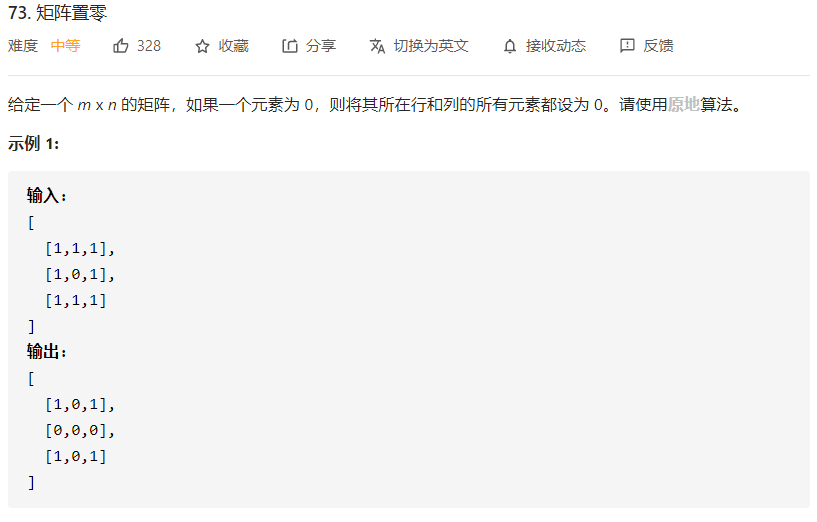 73. 矩阵置零
难度 中等 328 收藏 分享 切换为英文 接收动态 反馈
给定一个 m x n 的矩阵，如果一个元素为 0，则将其所在行和列的所有元素都设为 0。请使用原地算法。
示例 1:
输入：
[
  [1,1,1],
  [1,0,1],
  [1,1,1]
]
输出：
[
  [1,0,1],
  [0,0,0],
  [1,0,1]
]